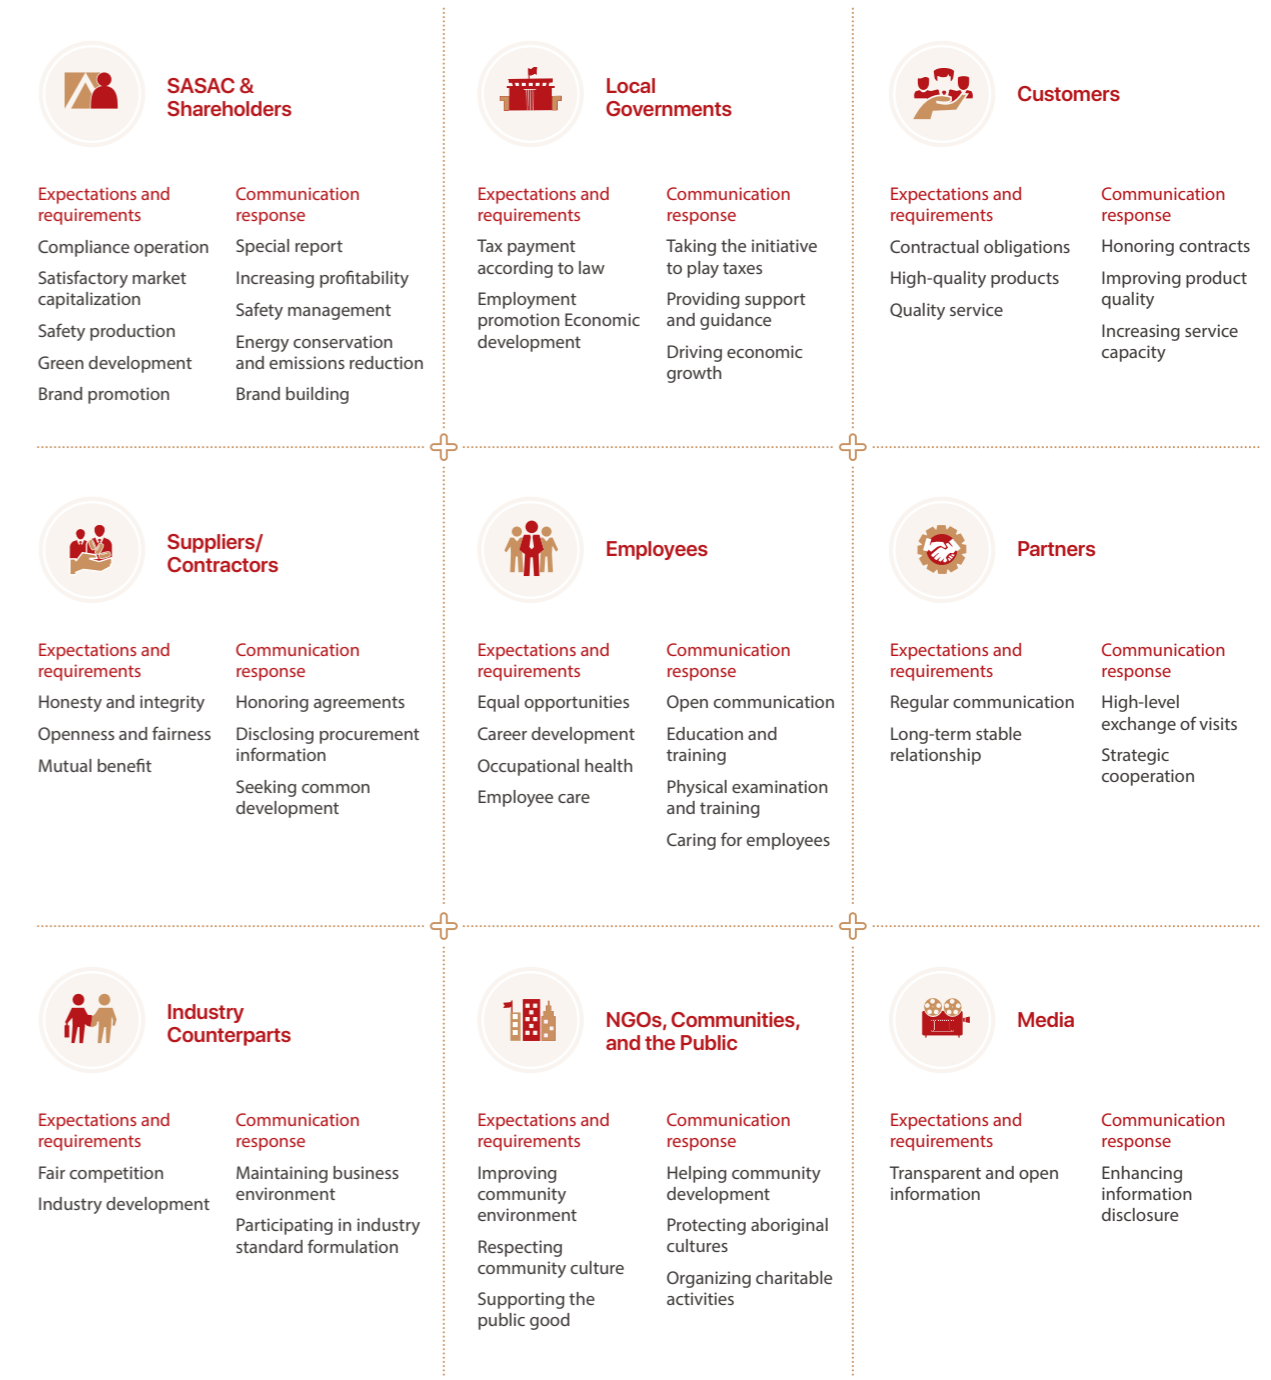 SASAC &
Shareholders
Expectations and
requirements
Compliance operation
Satisfactory market
capitalization
Safety production
Green development
Brand promotion
Communication
response
Special report
Increasing profitability
Safety management
Energy conservation
and emissions reduction
Brand building
Local
Governments
Expectations and
requirements
Tax payment
according to law
Employment
promotion Economic
development
Communication
response
Taking the initiative
to play taxes
Providing support
and guidance
Driving economic
growth
Customers
Expectations and
requirements
Contractual obligations
High-quality products
Quality service
Communication
response
Honoring contracts
Improving product
quality
Increasing service
capacity
Suppliers/
Contractors
Expectations and
requirements
Honesty and integrity
Openness and fairness
Mutual benefit
Communication
response
Honoring agreements
Disclosing procurement
information
Seeking common
development
Employees
Expectations and
requirements
Equal opportunities
Career development
Occupational health
Employee care
Communication
response
Open communication
Education and
training
Physical examination
and training
Caring for employees
Partners
Expectations and
requirements
Regular communication
Long-term stable
relationship
Communication
response
High-level
exchange of visits
Strategic
cooperation
Industry
Counterparts
Expectations and
requirements
Fair competition
Industry development
Communication
response
Maintaining business
environment
Participating in industry
standard formulation
NGOs, Communities,
and the Public
Expectations and
requirements
Improving
community
environment
Respecting
community culture
Supporting the
public good
Communication
response
Helping community
development
Protecting aboriginal
cultures
Organizing charitable
activities
Media
Expectations and
requirements
Transparent and open
information
Communication
response
Enhancing
information
disclosure